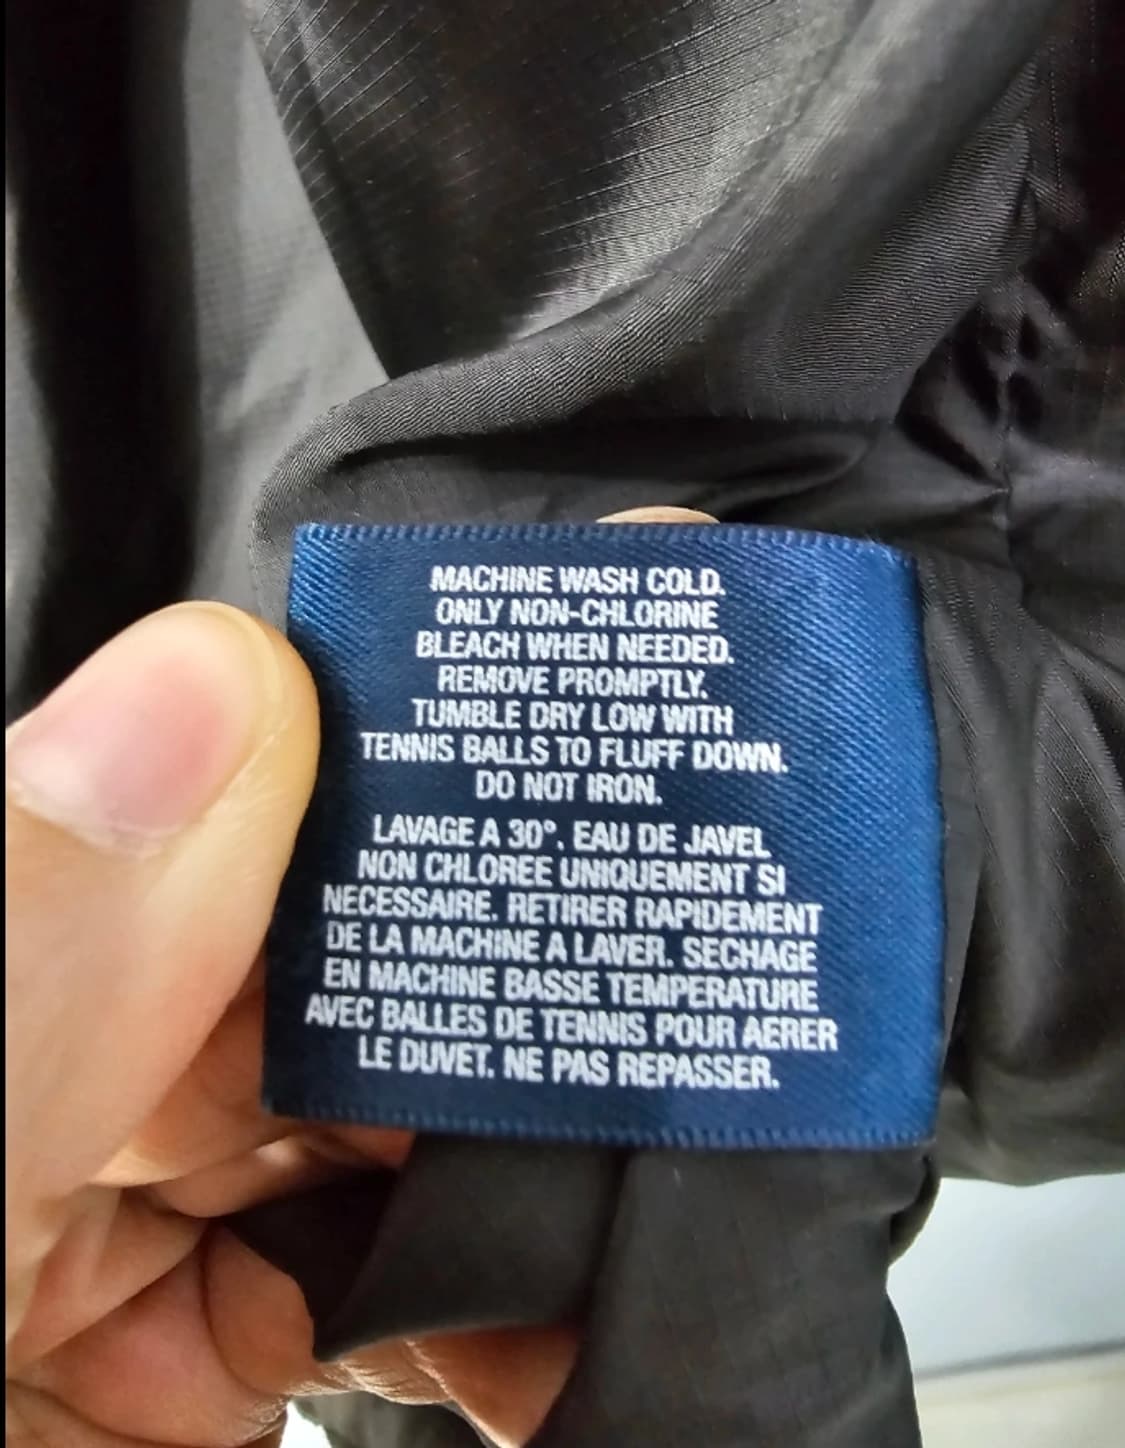 MACHINE WASH COLD.
ONLY NON-CHLORINE
BLEACH WHEN NEEDED.
REMOVE PROMPTLY.
TUMBLE DRY LOW WITH
TENNIS BALLS TO FLUFF DOWN.
DO NOT IRON.
LAVAGE A 30°. EAU DE JAVEL
NON CHLOREE UNIQUEMENT SI
NECESSAIRE. RETIRER RAPIDEMENT
DE LA MACHINE A LAVER. SECHAGE
EN MACHINE BASSE TEMPERATURE
AVEC BALLES DE TENNIS POUR AERER
LE DUVET. NE PAS REPASSER.